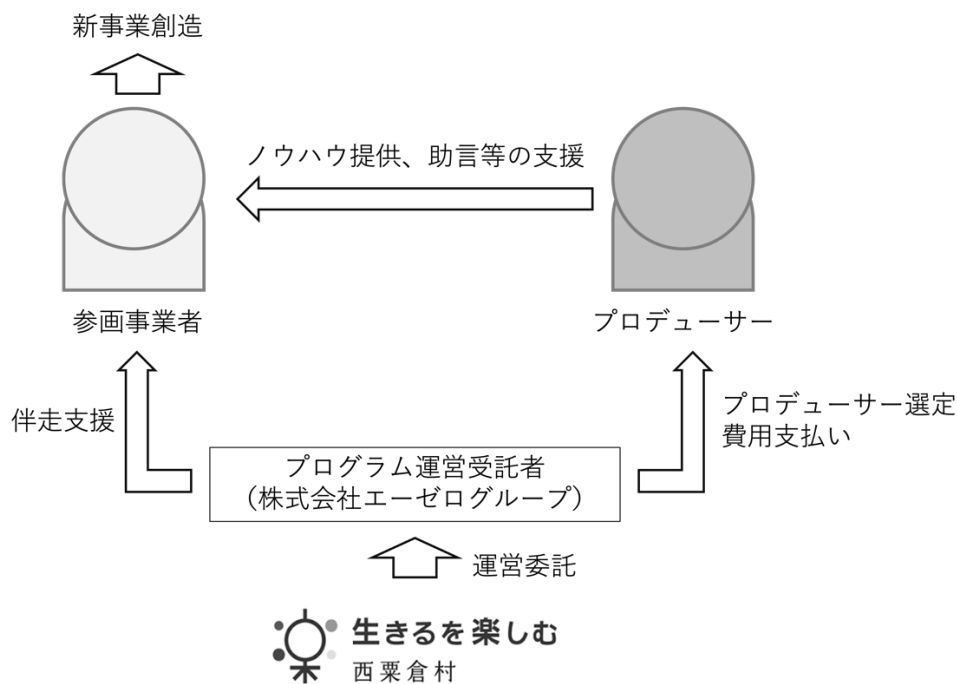 新事業創造
ノウハウ提供、助言等の支援
参画事業者
プロデューサー
伴走支援
プロデューサー選定
費用支払い
プログラム運営受託者
（株式会社エーゼログループ）
運営委託
生きるを楽しむ
西粟倉村